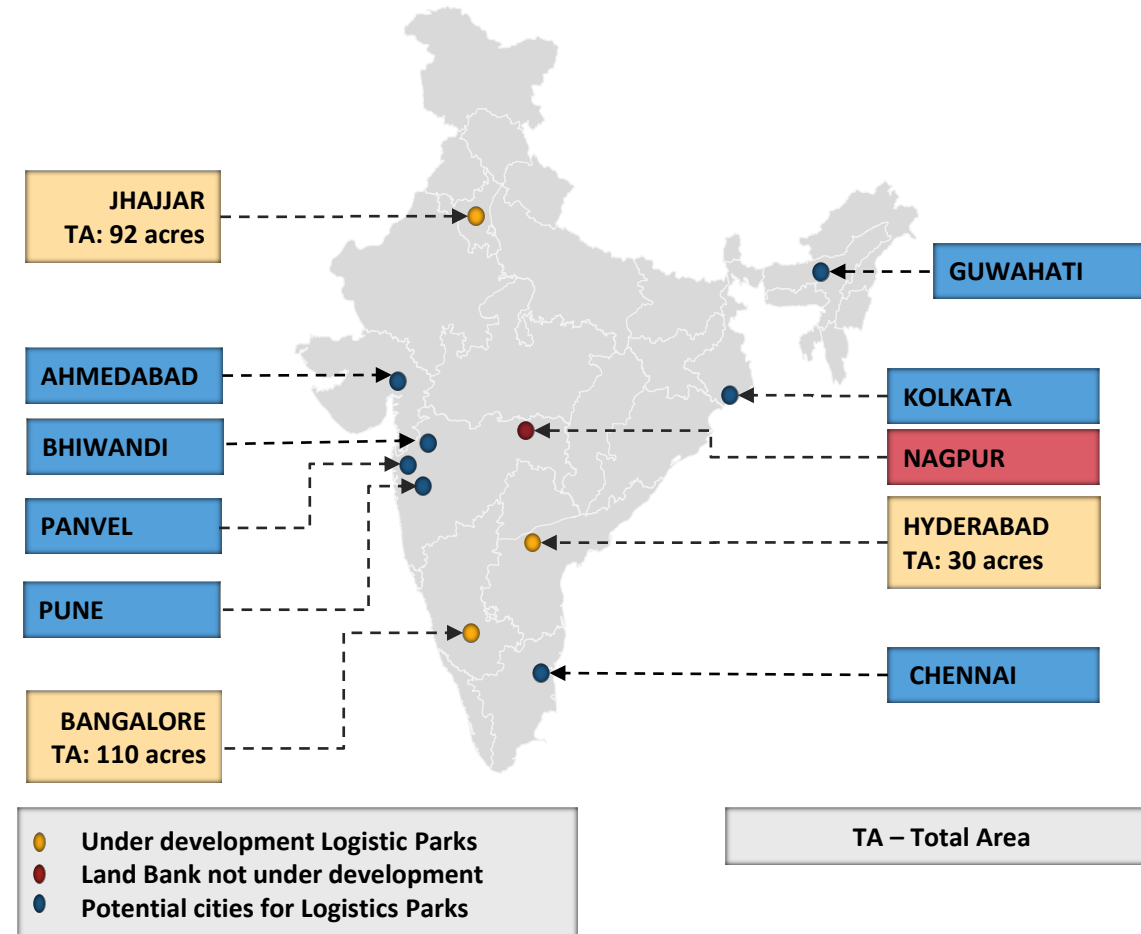 JHAJJAR
TA: 92 acres
GUWAHATI
AHMEDABAD
KOLKATA
BHIWANDI
NAGPUR
PANVEL
HYDERABAD
TA: 30 acres
PUNE
CHENNAI
BANGALORE
TA: 110 acres
Under development Logistic Parks
Land Bank not under development
Potential cities for Logistics Parks
TA – Total Area